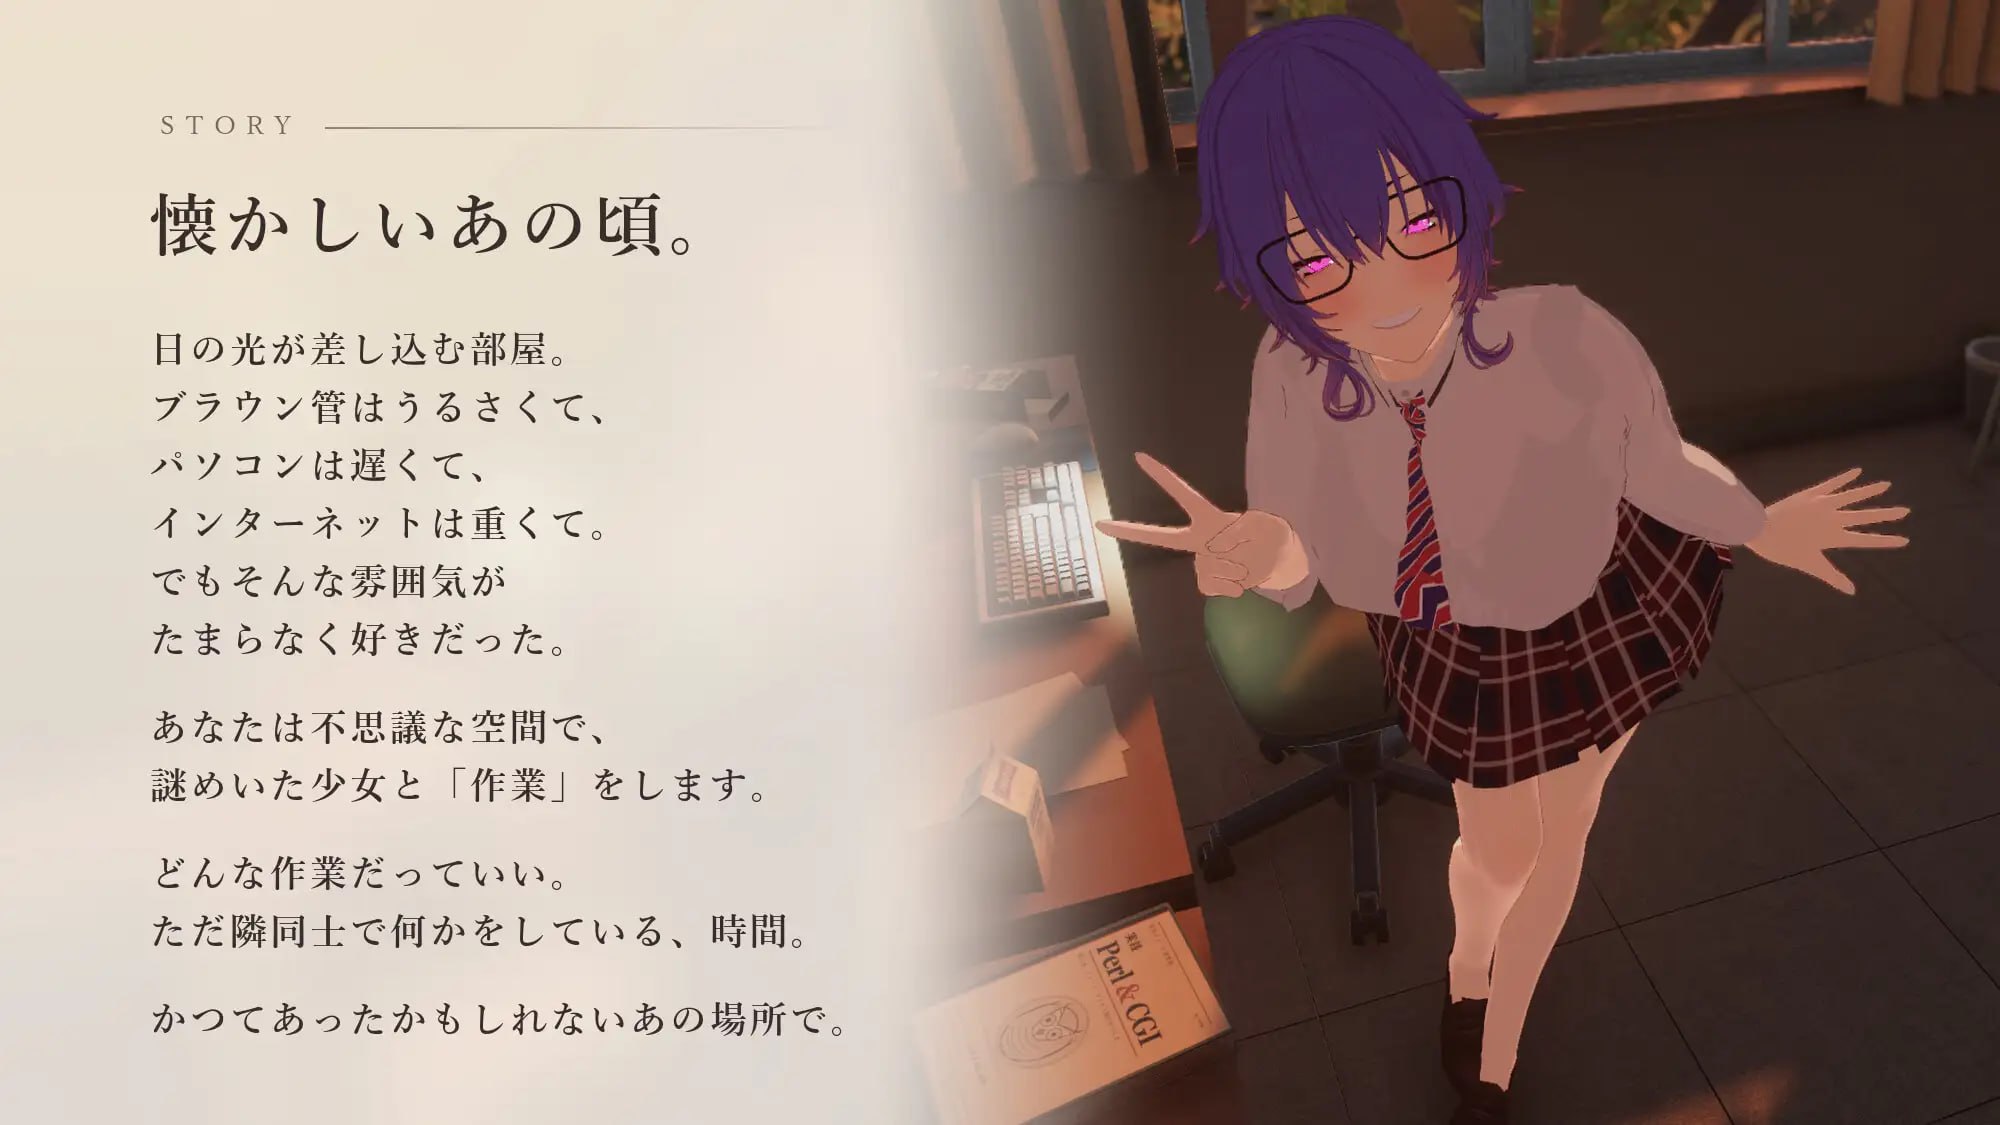 STORY
懐かしいあの頃。
日の光が差し込む部屋。
ブラウン管はうるさくて、
パソコンは遅くて、
インターネットは重くて。
でもそんな雰囲気が
たまらなく好きだった。
あなたは不思議な空間で、
謎めいた少女と「作業」をします。
どんな作業だっていい。
ただ隣同士で何かをしている、時間。
かつてあったかもしれないあの場所で。
実践
Perl & CGI